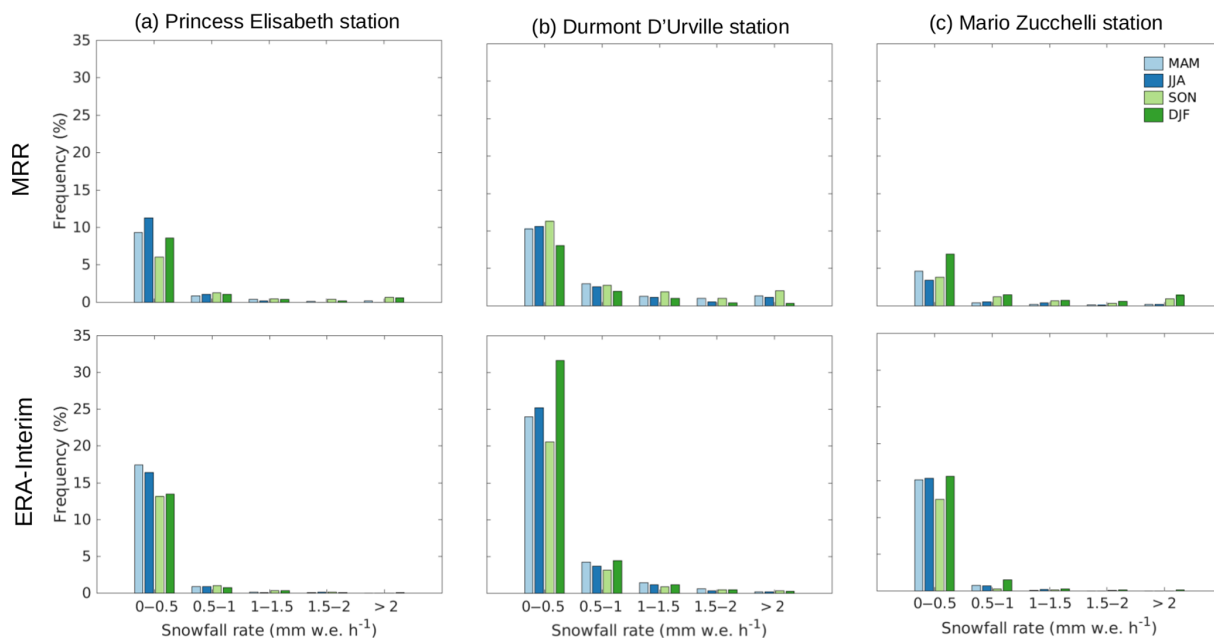 (a) Princess Elisabeth station
(b) Durmont D'Urville station
(c) Mario Zucchelli station
MRR
Frequency (%)
35
30
25
20
15
10
5
0
MAM
JJA
SON
DJF
ERA-Interim
Frequency (%)
35
30
25
20
15
10
5
0
0−0.5 0.5−1 1−1.5 1.5−2 > 2
Snowfall rate (mm w.e. h⁻¹)
0−0.5 0.5−1 1−1.5 1.5−2 > 2
Snowfall rate (mm w.e. h⁻¹)
0−0.5 0.5−1 1−1.5 1.5−2 > 2
Snowfall rate (mm w.e. h⁻¹)